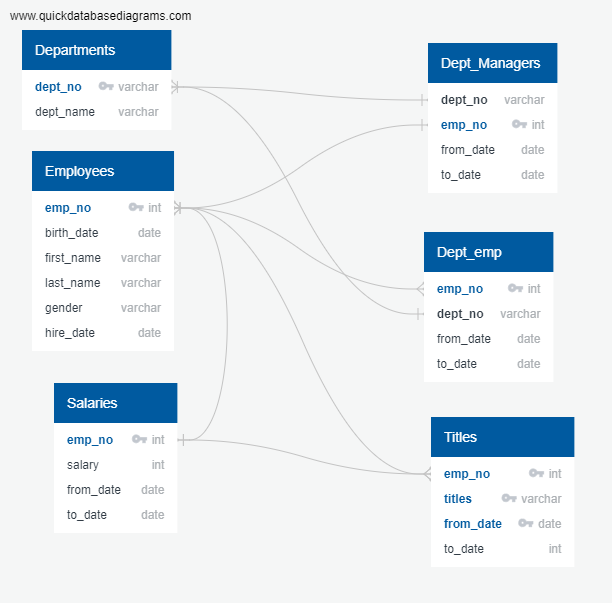 www.quickdatabasediagrams.com
Departments
dept_no varchar
dept_name varchar
Employees
emp_no int
birth_date date
first_name varchar
last_name varchar
gender varchar
hire_date date
Salaries
emp_no int
salary int
from_date date
to_date date
Dept_Managers
dept_no varchar
emp_no int
from_date date
to_date date
Dept_emp
emp_no int
dept_no varchar
from_date date
to_date date
Titles
emp_no int
titles varchar
from_date date
to_date int